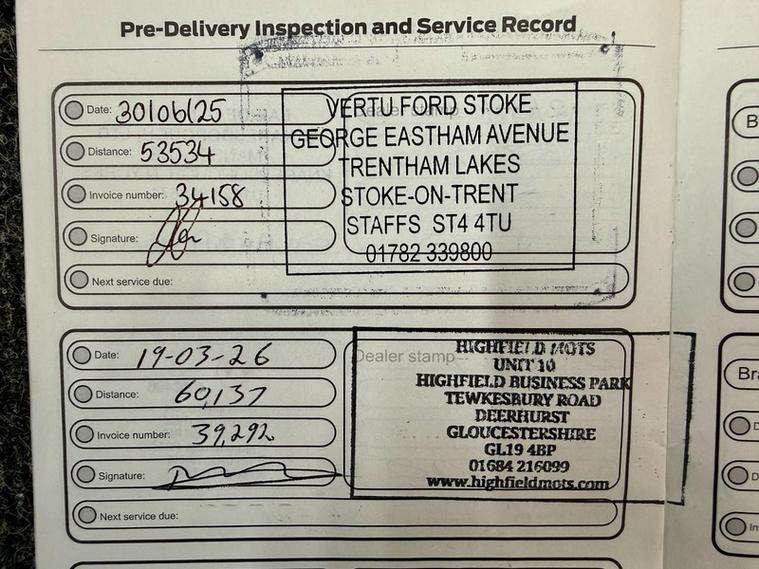 Pre-Delivery Inspection and Service Record
Date: 30/06/25
Distance: 53534
Invoice number: 34158
Signature:
Next service due:
VERTU FORD STOKE
GEORGE EASTHAM AVENUE
TRENTHAM LAKES
STOKE-ON-TRENT
STAFFS ST4 4TU
01782 339800
Date: 19-03-26
Distance: 60,137
Invoice number: 39,292
Signature:
Next service due:
Dealer stamp
HIGHFIELD MOTS
UNIT 10
HIGHFIELD BUSINESS PARK
TEWKESBURY ROAD
DEERHURST
GLOUCESTERSHIRE
GL19 4BP
01684 216099
www.highfieldmots.com
B
Bra
D
D
In